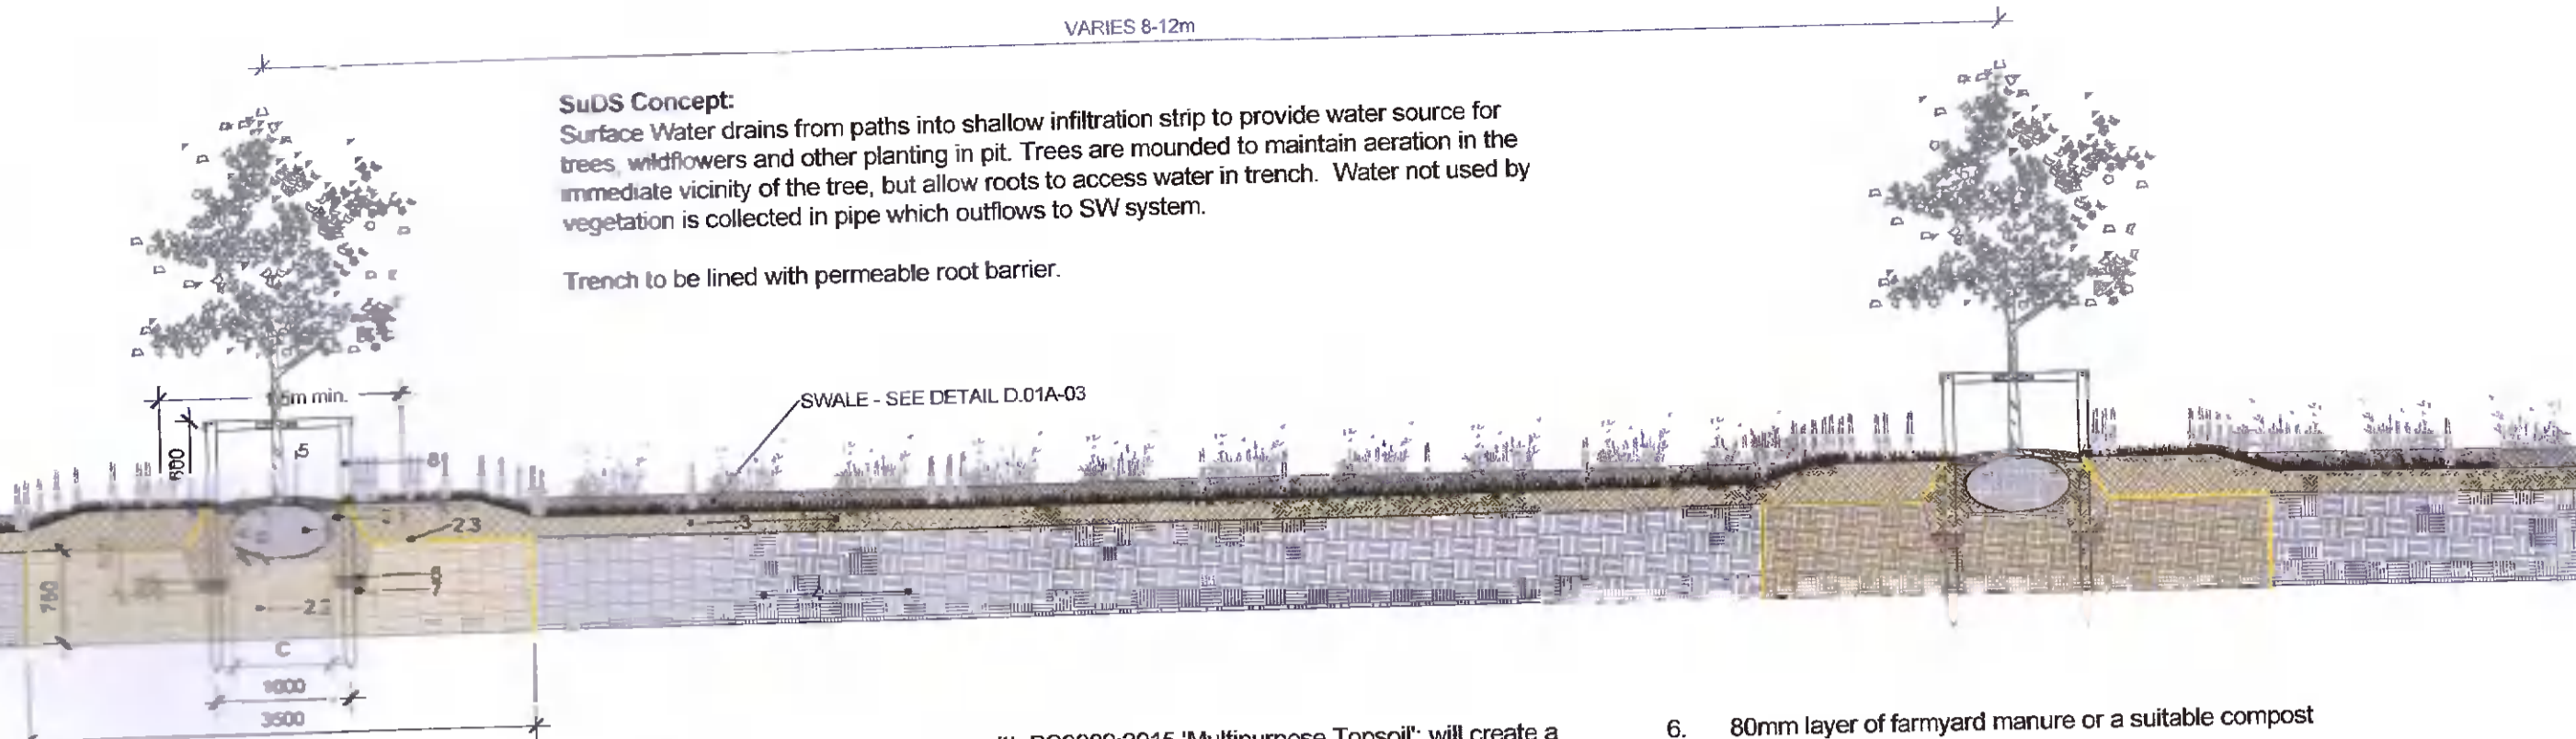 VARIES 8-12m
SuDS Concept:
Surface Water drains from paths into shallow infiltration strip to provide water source for
trees, wildflowers and other planting in pit. Trees are mounded to maintain aeration in the
immediate vicinity of the tree, but allow roots to access water in trench. Water not used by
vegetation is collected in pipe which outflows to SW system.
Trench to be lined with permeable root barrier.
m min.
SWALE - SEE DETAIL D.01A-03
600
5
23
3
750
C
1000
3500
'Multipurpose Topsoil'; will create a
6. 80mm layer of farmyard manure or a suitable compost